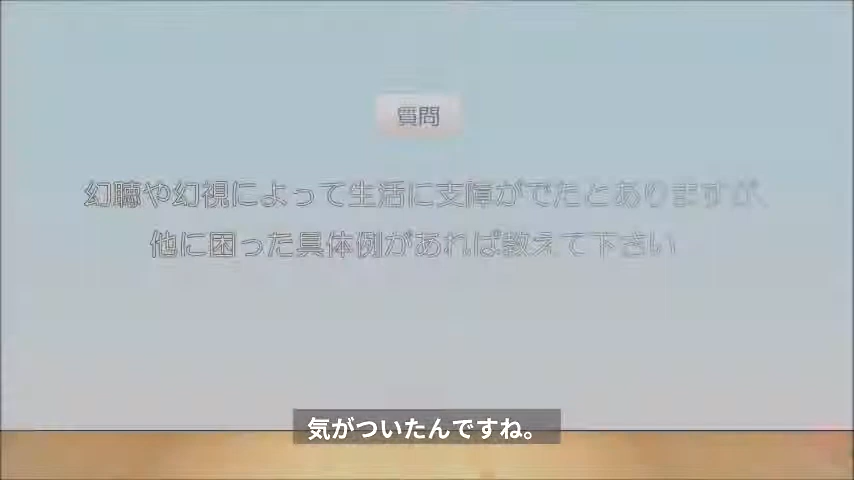 質問
幻聴や幻視によって生活に支障がでたとありますが、
他に困った具体例があれば教えて下さい
気がついたんですね。